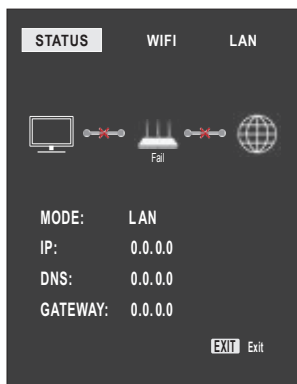 STATUS WIFI LAN
Fail
MODE: LAN
IP: 0.0.0.0
DNS: 0.0.0.0
GATEWAY: 0.0.0.0
EXIT Exit